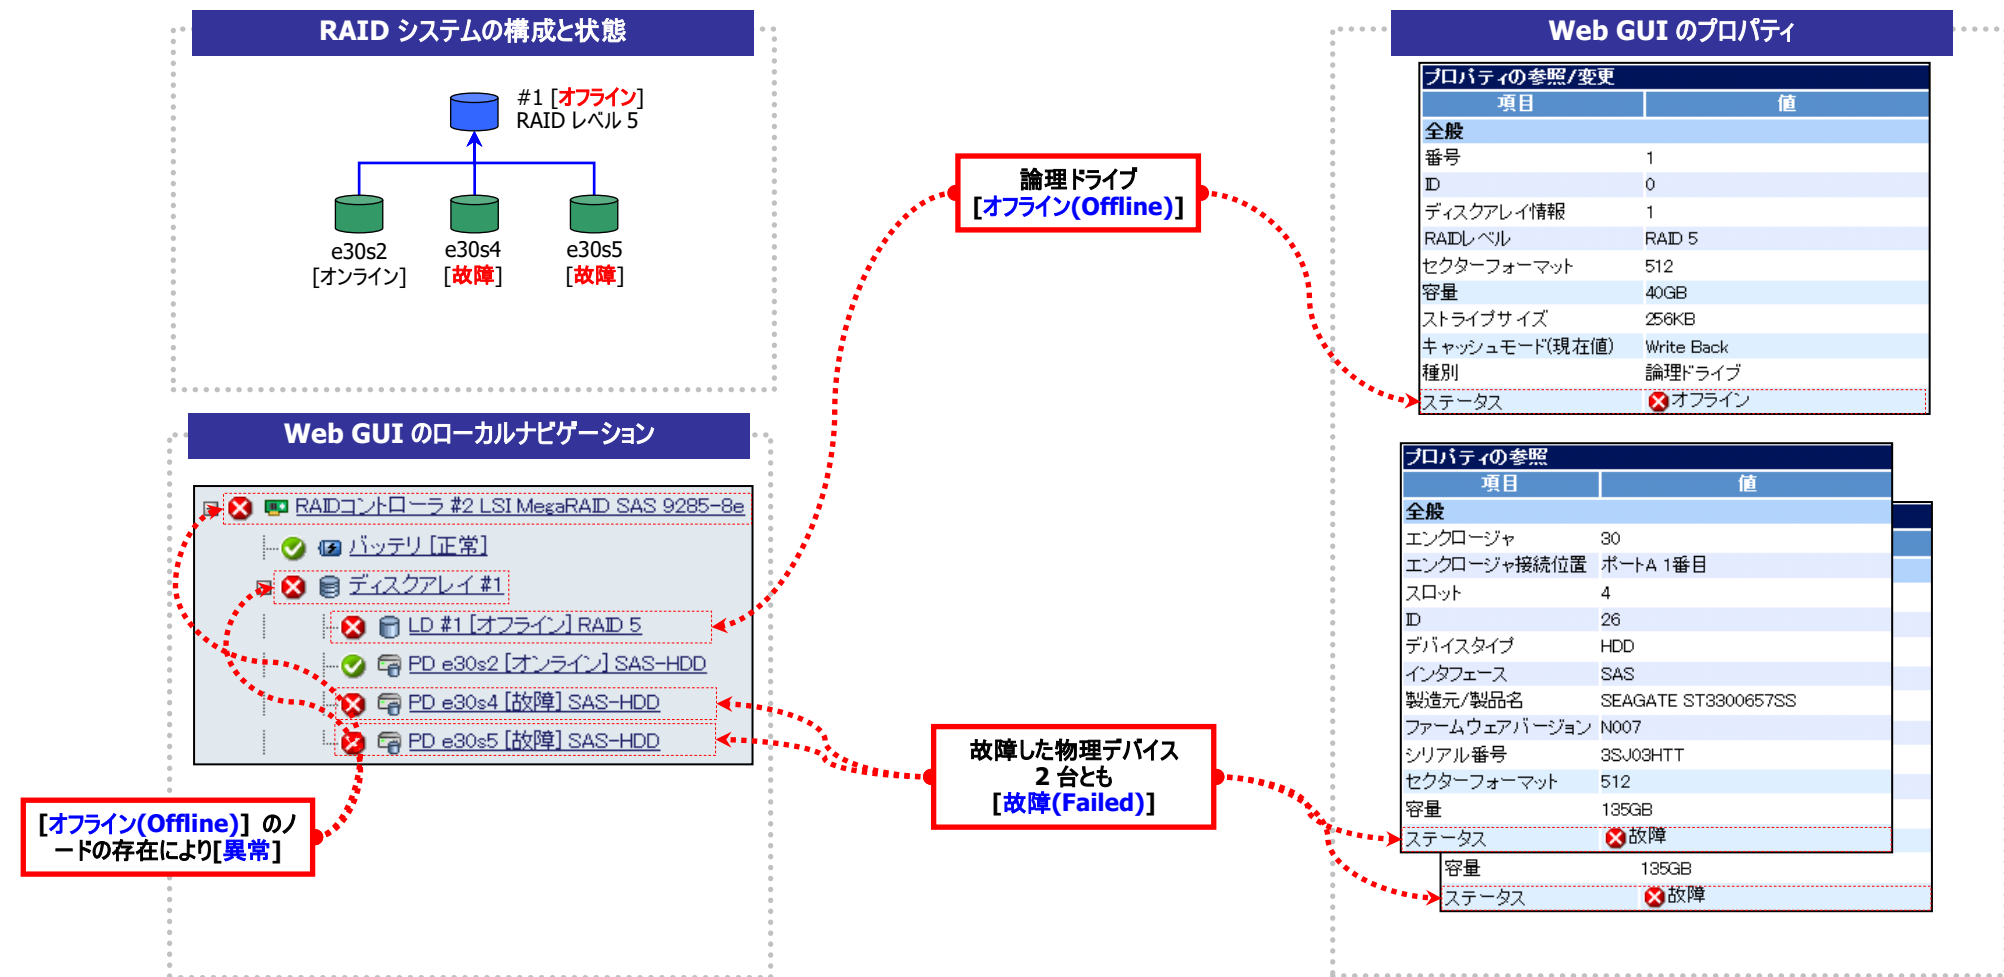 RAID システムの構成と状態
#1 [オフライン]
RAID レベル 5
e30s2
[オンライン]
e30s4
[故障]
e30s5
[故障]
Web GUI のローカルナビゲーション
RAIDコントローラ #2 LSI MegaRAID SAS 9285-8e
バッテリ [正常]
ディスクアレイ #1
LD #1 [オフライン] RAID 5
PD e30s2 [オンライン] SAS-HDD
PD e30s4 [故障] SAS-HDD
PD e30s5 [故障] SAS-HDD
[オフライン(Offline)] のノ
ードの存在により[異常]
論理ドライブ
[オフライン(Offline)]
故障した物理デバイス
2 台とも
[故障(Failed)]
Web GUI のプロパティ
プロパティの参照/変更
項目 値
全般
番号 1
ID 0
ディスクアレイ情報 1
RAIDレベル RAID 5
セクターフォーマット 512
容量 40GB
ストライプサイズ 256KB
キャッシュモード(現在値) Write Back
種別 論理ドライブ
ステータス オフライン
プロパティの参照
項目 値
全般
エンクロージャ 30
エンクロージャ接続位置 ポートA 1番目
スロット 4
ID 26
デバイスタイプ HDD
インタフェース SAS
製造元/製品名 SEAGATE ST3300657SS
ファームウェアバージョン N007
シリアル番号 3SJ03HTT
セクターフォーマット 512
容量 135GB
ステータス 故障
容量 135GB
ステータス 故障